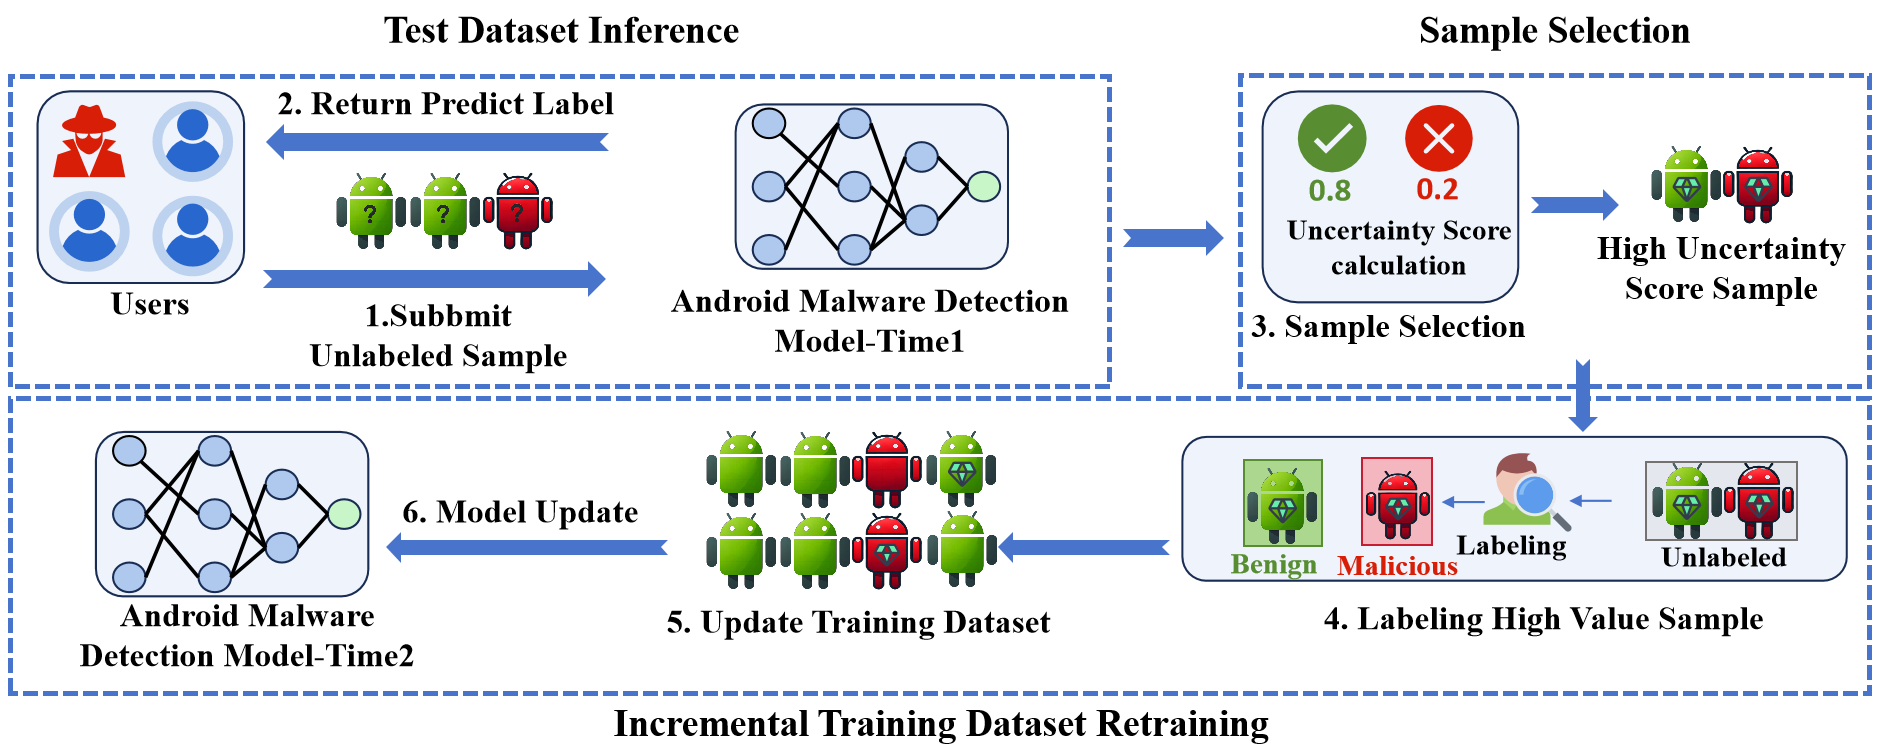 Test Dataset Inference
Sample Selection
2. Return Predict Label
? ? ?
Users
1.Subbmit
Unlabeled Sample
Android Malware Detection
Model-Time1
0.8
0.2
Uncertainty Score
calculation
3. Sample Selection
High Uncertainty
Score Sample
Unlabeled
Labeling
Malicious
Benign
4. Labeling High Value Sample
5. Update Training Dataset
6. Model Update
Android Malware
Detection Model-Time2
Incremental Training Dataset Retraining